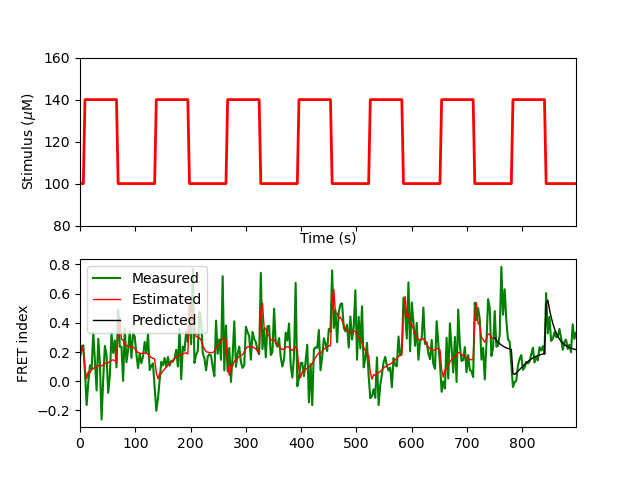 160
140
120
100
80
Stimulus (μM)
Time (s)
0.8
0.6
0.4
0.2
0.0
−0.2
FRET index
Measured
Estimated
Predicted
0 100 200 300 400 500 600 700 800